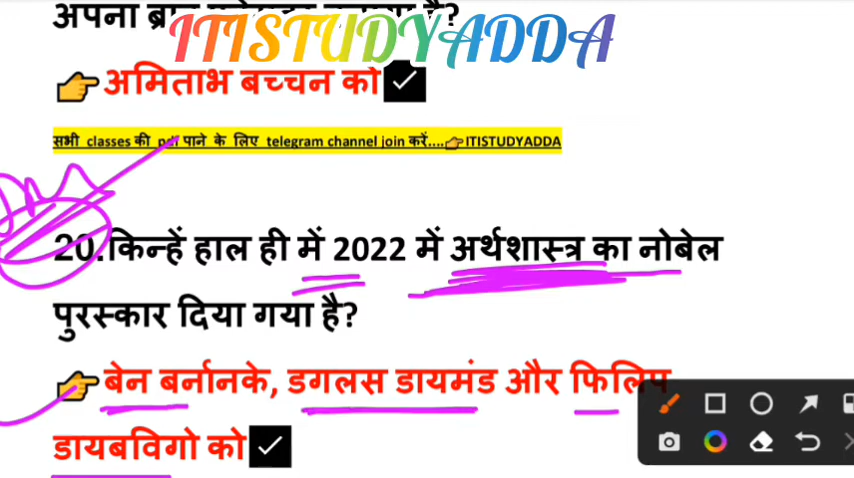 अपना ब्रा है?
ITISTUDYADDA
👉अमिताभ बच्चन को✓
सभी classes की pdf पाने के लिए telegram channel join करें....👉ITISTUDYADDA
20.किन्हें हाल ही में 2022 में अर्थशास्त्र का नोबेल
पुरस्कार दिया गया है?
👉बेन बर्नानके, डगलस डायमंड और फिलिप
डायबविगो को✓